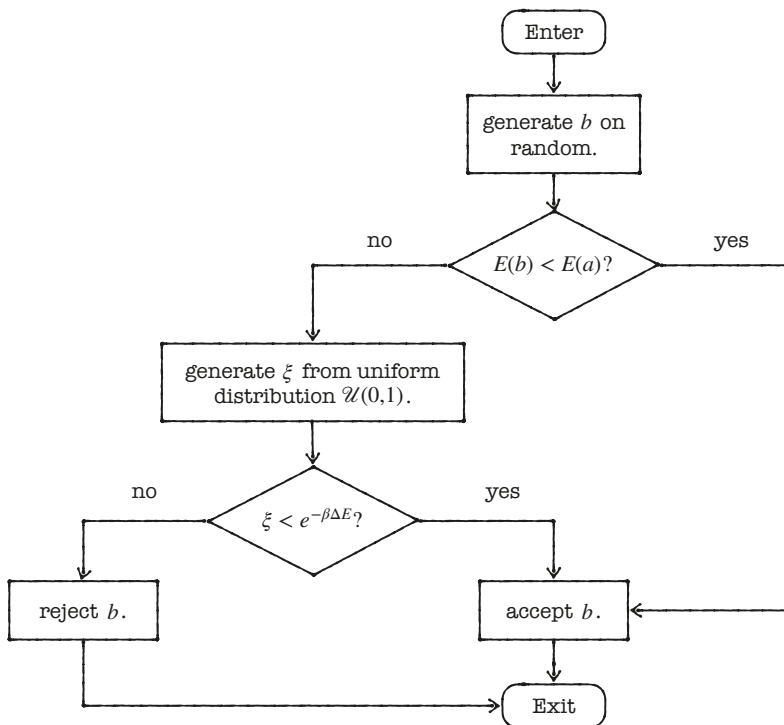 Enter
generate b on
random.
no
yes
E(b) < E(a)?
generate ξ from uniform
distribution 𝒰(0,1).
no
yes
ξ < e^{−βΔE}?
reject b.
accept b.
Exit